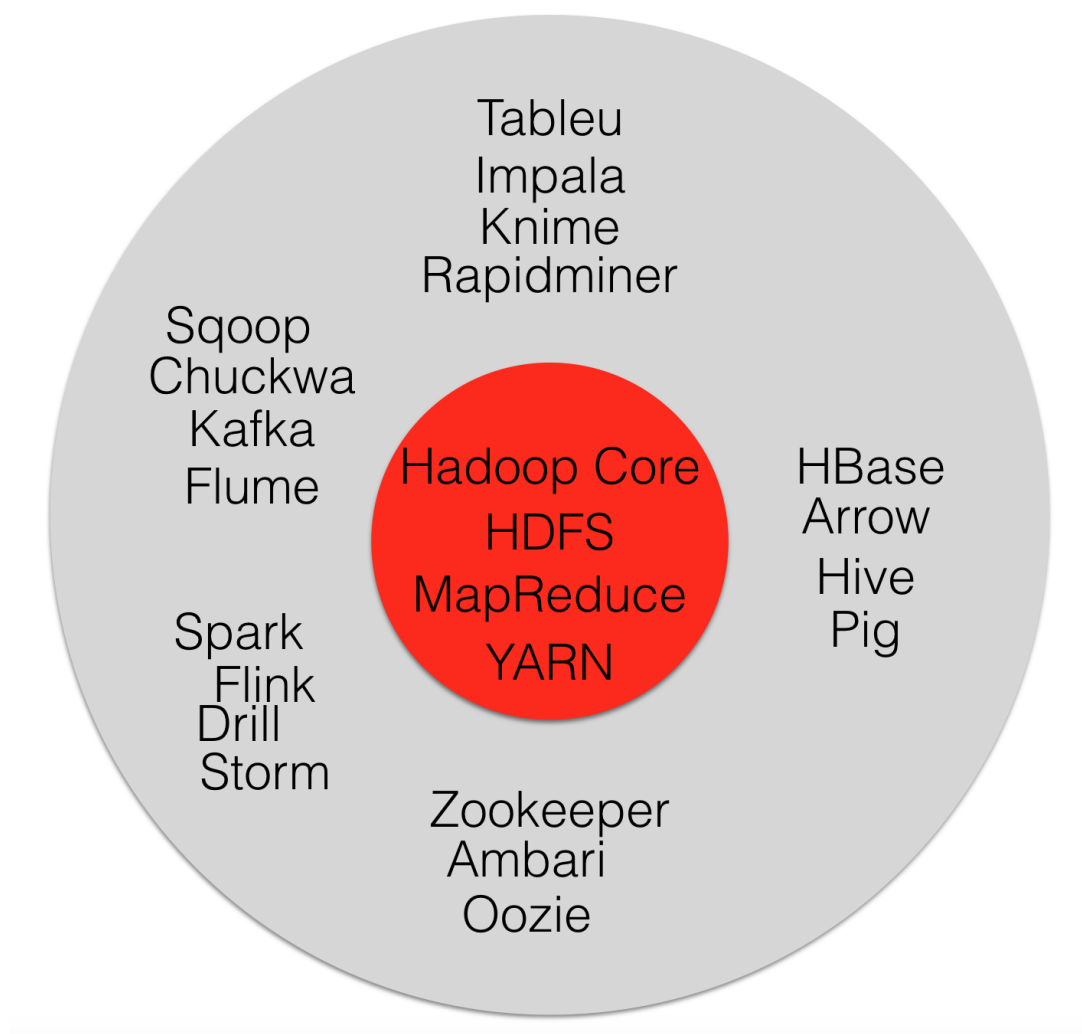 Tableu
Impala
Knime
Rapidminer
Sqoop
Chuckwa
Kafka
Flume
Hadoop Core
HDFS
MapReduce
YARN
HBase
Arrow
Hive
Pig
Spark
Flink
Drill
Storm
Zookeeper
Ambari
Oozie